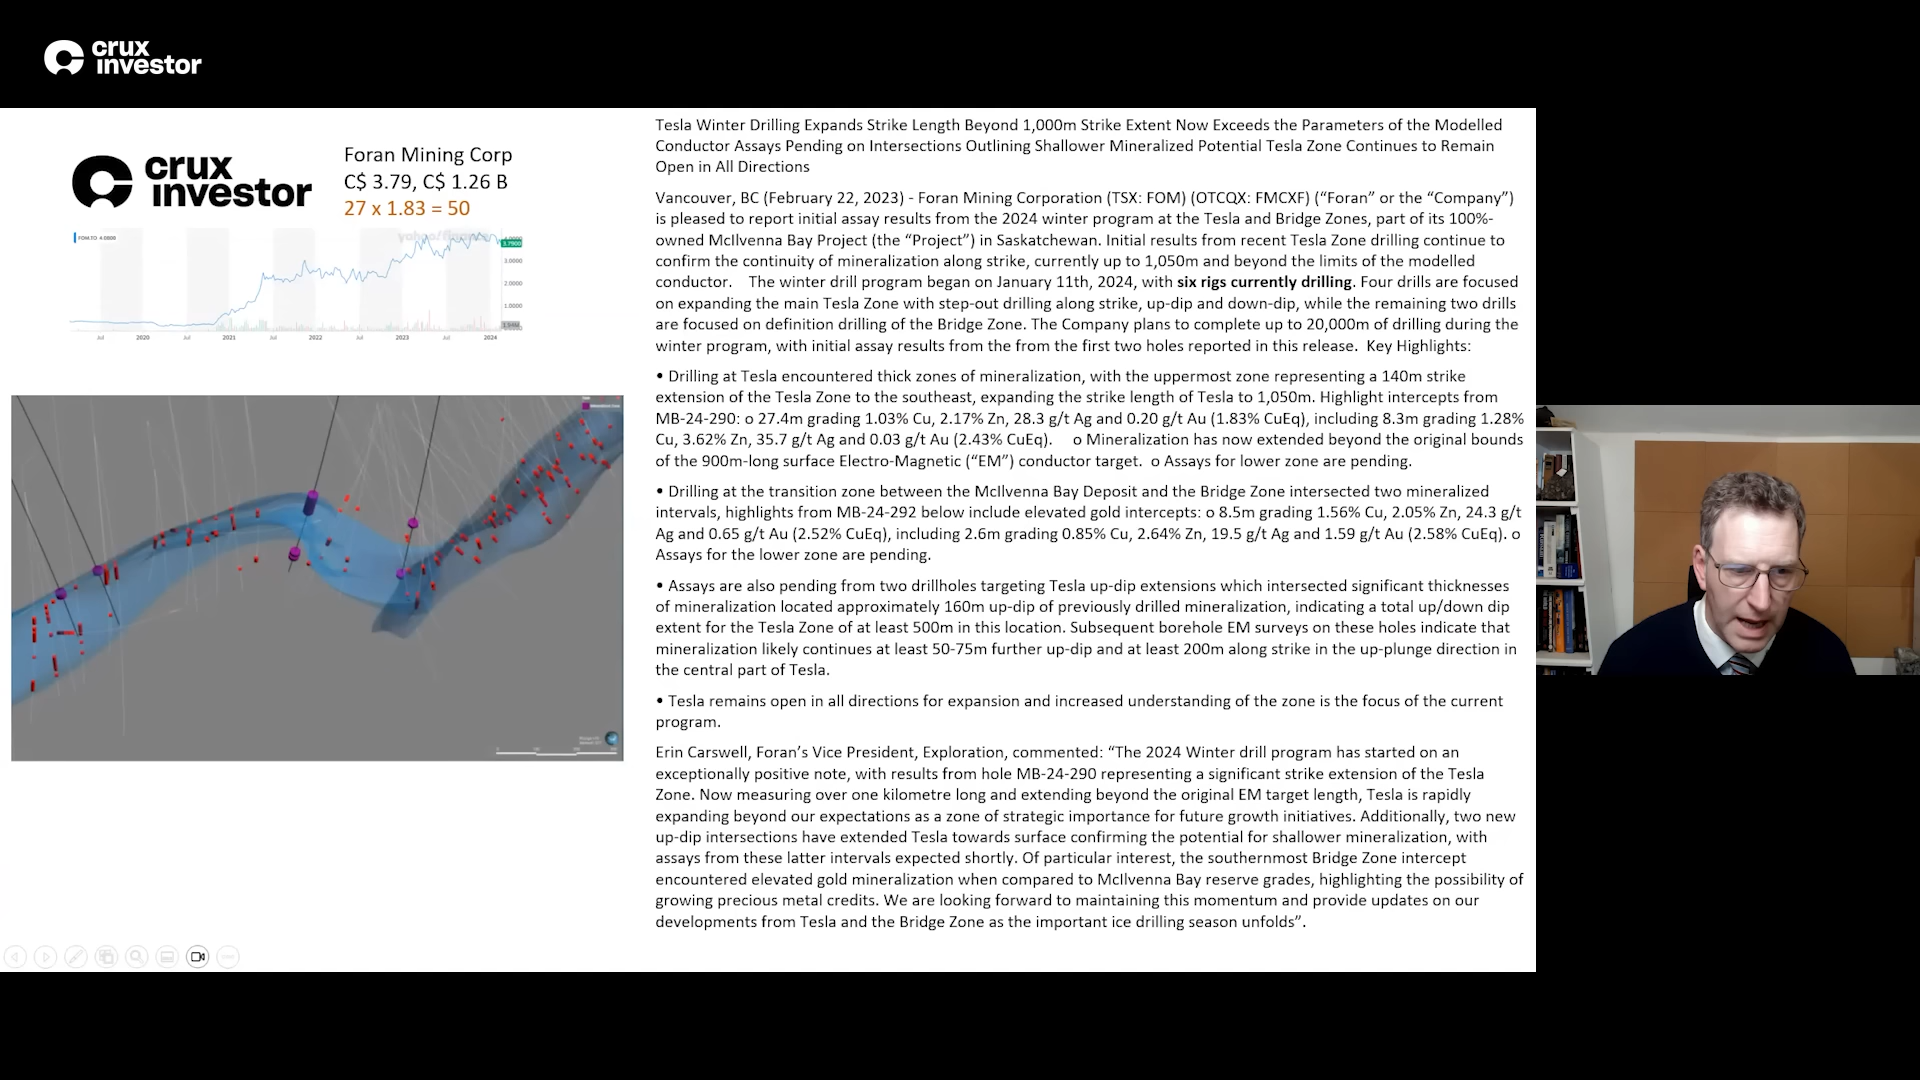 crux
investor
crux
investor
Foran Mining Corp
C$ 3.79, C$ 1.26 B
27 x 1.83 = 50
FOM.TO 4.0800
yahoo!finance
3.7900
3.0000
2.0000
1.0000
Jul 2020 Jul 2021 Jul 2022 Jul 2023 Jul 2024
Tesla Winter Drilling Expands Strike Length Beyond 1,000m Strike Extent Now Exceeds the Parameters of the Modelled
Conductor Assays Pending on Intersections Outlining Shallower Mineralized Potential Tesla Zone Continues to Remain
Open in All Directions
Vancouver, BC (February 22, 2023) - Foran Mining Corporation (TSX: FOM) (OTCQX: FMCXF) (“Foran” or the “Company”)
is pleased to report initial assay results from the 2024 winter program at the Tesla and Bridge Zones, part of its 100%-
owned McIlvenna Bay Project (the “Project”) in Saskatchewan. Initial results from recent Tesla Zone drilling continue to
confirm the continuity of mineralization along strike, currently up to 1,050m and beyond the limits of the modelled
conductor. The winter drill program began on January 11th, 2024, with six rigs currently drilling. Four drills are focused
on expanding the main Tesla Zone with step-out drilling along strike, up-dip and down-dip, while the remaining two drills
are focused on definition drilling of the Bridge Zone. The Company plans to complete up to 20,000m of drilling during the
winter program, with initial assay results from the from the first two holes reported in this release. Key Highlights:
• Drilling at Tesla encountered thick zones of mineralization, with the uppermost zone representing a 140m strike
extension of the Tesla Zone to the southeast, expanding the strike length of Tesla to 1,050m. Highlight intercepts from
MB-24-290: o 27.4m grading 1.03% Cu, 2.17% Zn, 28.3 g/t Ag and 0.20 g/t Au (1.83% CuEq), including 8.3m grading 1.28%
Cu, 3.62% Zn, 35.7 g/t Ag and 0.03 g/t Au (2.43% CuEq). o Mineralization has now extended beyond the original bounds
of the 900m-long surface Electro-Magnetic (“EM”) conductor target. o Assays for lower zone are pending.
• Drilling at the transition zone between the McIlvenna Bay Deposit and the Bridge Zone intersected two mineralized
intervals, highlights from MB-24-292 below include elevated gold intercepts: o 8.5m grading 1.56% Cu, 2.05% Zn, 24.3 g/t
Ag and 0.65 g/t Au (2.52% CuEq), including 2.6m grading 0.85% Cu, 2.64% Zn, 19.5 g/t Ag and 1.59 g/t Au (2.58% CuEq). o
Assays for the lower zone are pending.
• Assays are also pending from two drillholes targeting Tesla up-dip extensions which intersected significant thicknesses
of mineralization located approximately 160m up-dip of previously drilled mineralization, indicating a total up/down dip
extent for the Tesla Zone of at least 500m in this location. Subsequent borehole EM surveys on these holes indicate that
mineralization likely continues at least 50-75m further up-dip and at least 200m along strike in the up-plunge direction in
the central part of Tesla.
• Tesla remains open in all directions for expansion and increased understanding of the zone is the focus of the current
program.
Erin Carswell, Foran’s Vice President, Exploration, commented: “The 2024 Winter drill program has started on an
exceptionally positive note, with results from hole MB-24-290 representing a significant strike extension of the Tesla
Zone. Now measuring over one kilometre long and extending beyond the original EM target length, Tesla is rapidly
expanding beyond our expectations as a zone of strategic importance for future growth initiatives. Additionally, two new
up-dip intersections have extended Tesla towards surface confirming the potential for shallower mineralization, with
assays from these latter intervals expected shortly. Of particular interest, the southernmost Bridge Zone intercept
encountered elevated gold mineralization when compared to McIlvenna Bay reserve grades, highlighting the possibility of
growing precious metal credits. We are looking forward to maintaining this momentum and provide updates on our
developments from Tesla and the Bridge Zone as the important ice drilling season unfolds”.